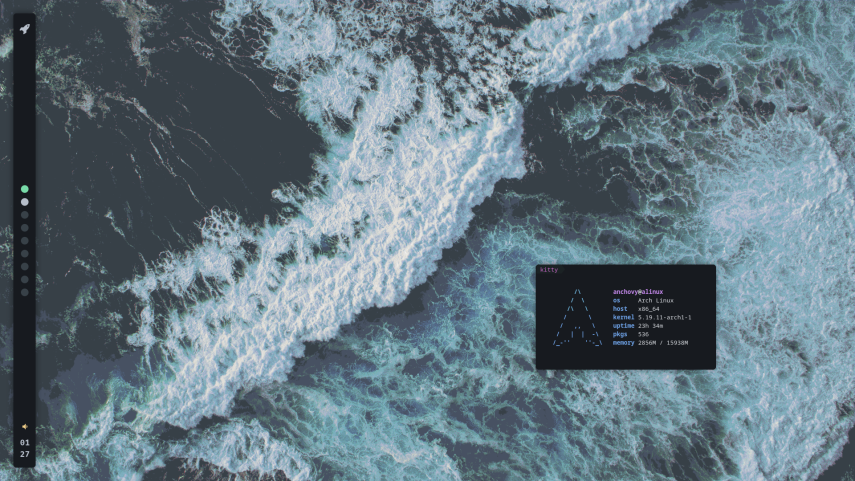 kitty
anchovy@alinux
os Arch Linux
host x86_64
kernel 5.19.11-arch1-1
uptime 23h 34m
pkgs 536
memory 2856M / 15938M
01
27